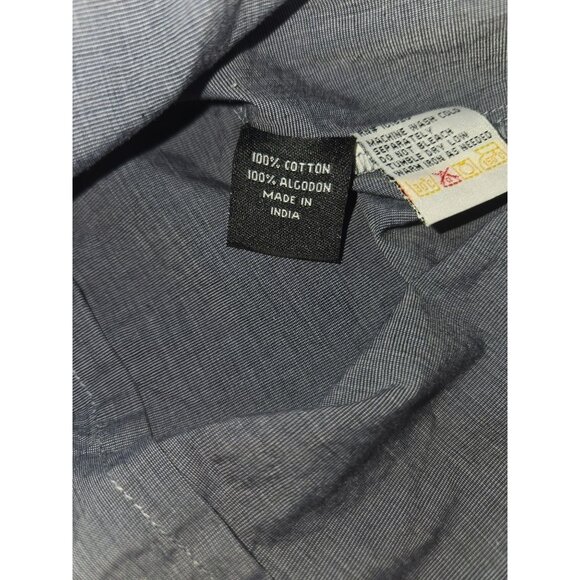 100% COTTON
100% ALGODON
MADE IN
INDIA
MACHINE WASH COLD
SEPARATELY
DO NOT BLEACH
TUMBLE DRY LOW
WARM IRON AS NEEDED